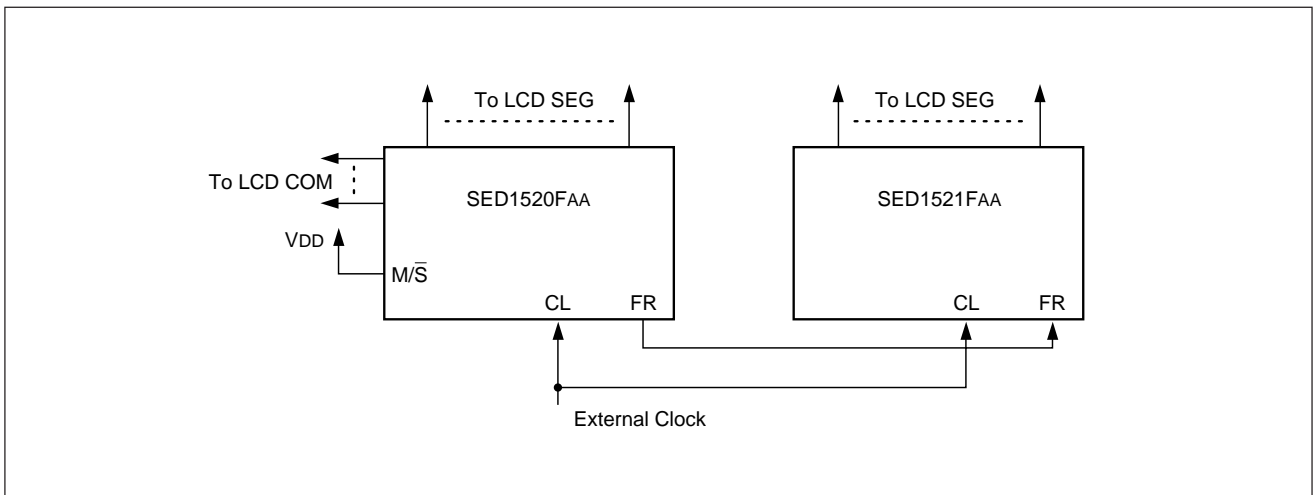 To LCD SEG
To LCD SEG
To LCD COM
SED1520FAA
SED1521FAA
VDD
M/S̅
CL
FR
CL
FR
External Clock